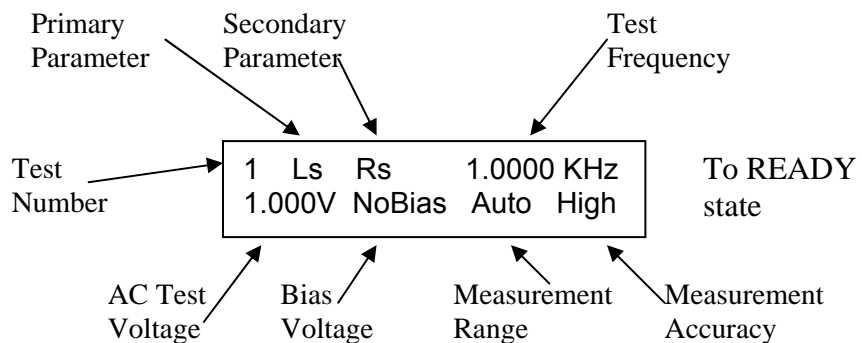 Primary Parameter
Secondary Parameter
Test Frequency
Test Number
1 Ls Rs 1.0000 KHz
1.000V NoBias Auto High
To READY state
AC Test Voltage
Bias Voltage
Measurement Range
Measurement Accuracy